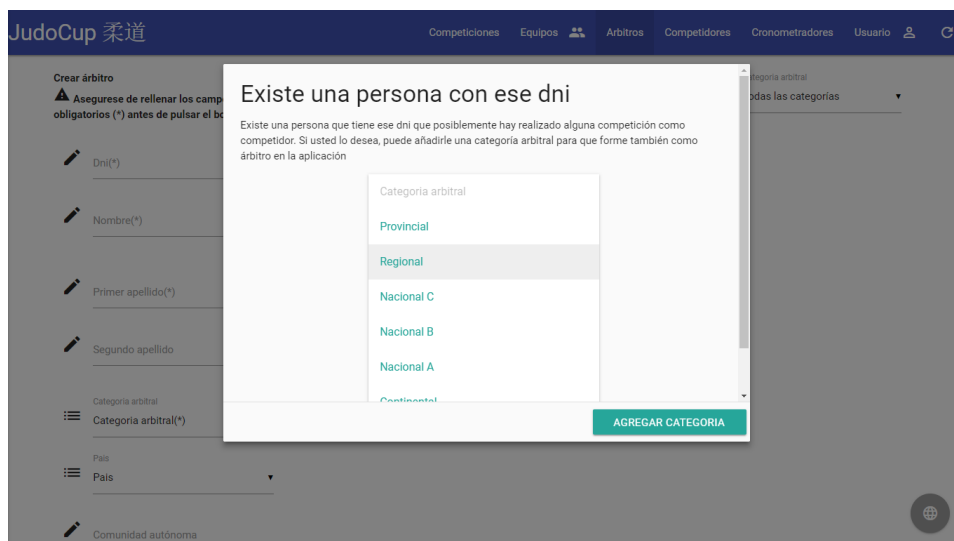 JudoCup 柔道
Competiciones Equipos Arbitros Competidores Cronometradores Usuario
Crear árbitro
Asegurese de rellenar los camp
obligatorios (*) antes de pulsar el bo
Dni(*)
Nombre(*)
Primer apellido(*)
Segundo apellido
Categoria arbitral
Categoria arbitral(*)
Pais
Pais
Comunidad autónoma
ategoria arbitral
odas las categorías
Existe una persona con ese dni
Existe una persona que tiene ese dni que posiblemente hay realizado alguna competición como
competidor. Si usted lo desea, puede añadirle una categoría arbitral para que forme también como
árbitro en la aplicación
Categoria arbitral
Provincial
Regional
Nacional C
Nacional B
Nacional A
Continental
AGREGAR CATEGORIA